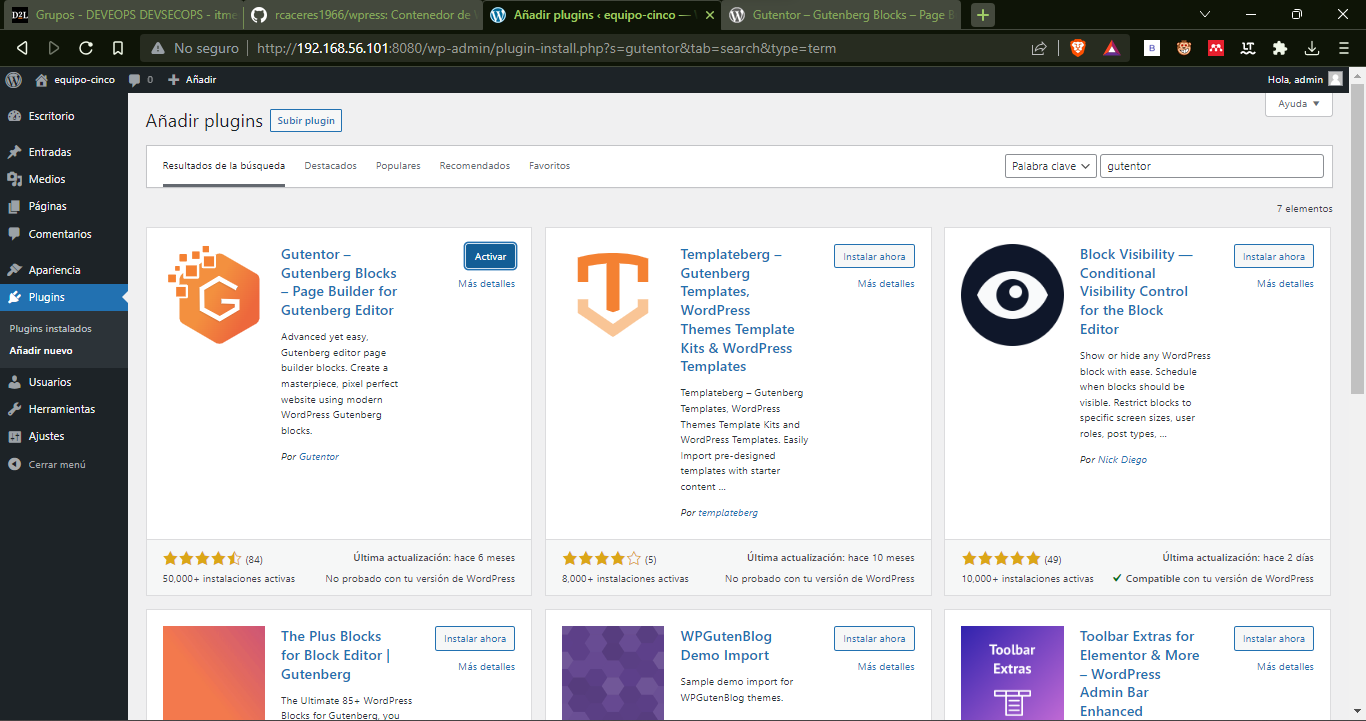 D2L Grupos - DEVEOPS DEVSECOPS - itme
rcaceres1966/wpress: Contenedor de
Añadir plugins ‹ equipo-cinco —
Gutentor – Gutenberg Blocks – Page B
No seguro
http://192.168.56.101:8080/wp-admin/plugin-install.php?s=gutentor&tab=search&type=term
equipo-cinco
0
Añadir
Hola, admin
Escritorio
Entradas
Medios
Páginas
Comentarios
Apariencia
Plugins
Plugins instalados
Añadir nuevo
Usuarios
Herramientas
Ajustes
Cerrar menú
Ayuda
Añadir plugins
Subir plugin
Resultados de la búsqueda
Destacados
Populares
Recomendados
Favoritos
Palabra clave
gutentor
7 elementos
Gutentor –
Gutenberg Blocks
– Page Builder for
Gutenberg Editor
Activar
Más detalles
Advanced yet easy,
Gutenberg editor page
builder blocks. Create a
masterpiece, pixel perfect
website using modern
WordPress Gutenberg
blocks.
Por Gutentor
(84)
Última actualización: hace 6 meses
50,000+ instalaciones activas
No probado con tu versión de WordPress
Templateberg –
Gutenberg
Templates,
WordPress
Themes Template
Kits & WordPress
Templates
Instalar ahora
Más detalles
Templateberg – Gutenberg
Templates, WordPress
Themes Template Kits and
WordPress Templates. Easily
Import pre-designed
templates with starter
content ...
Por templateberg
(5)
Última actualización: hace 10 meses
8,000+ instalaciones activas
No probado con tu versión de WordPress
Block Visibility —
Conditional
Visibility Control
for the Block
Editor
Instalar ahora
Más detalles
Show or hide any WordPress
block with ease. Schedule
when blocks should be
visible. Restrict blocks to
specific screen sizes, user
roles, post types, ...
Por Nick Diego
(49)
Última actualización: hace 2 días
10,000+ instalaciones activas
Compatible con tu versión de WordPress
The Plus Blocks
for Block Editor |
Gutenberg
Instalar ahora
Más detalles
The Ultimate 85+ WordPress
Blocks for Gutenberg, you
WPGutenBlog
Demo Import
Instalar ahora
Más detalles
Sample demo import for
WPGutenBlog themes.
Toolbar
Extras
Toolbar Extras for
Elementor & More
– WordPress
Admin Bar
Enhanced
Instalar ahora
Más detalles